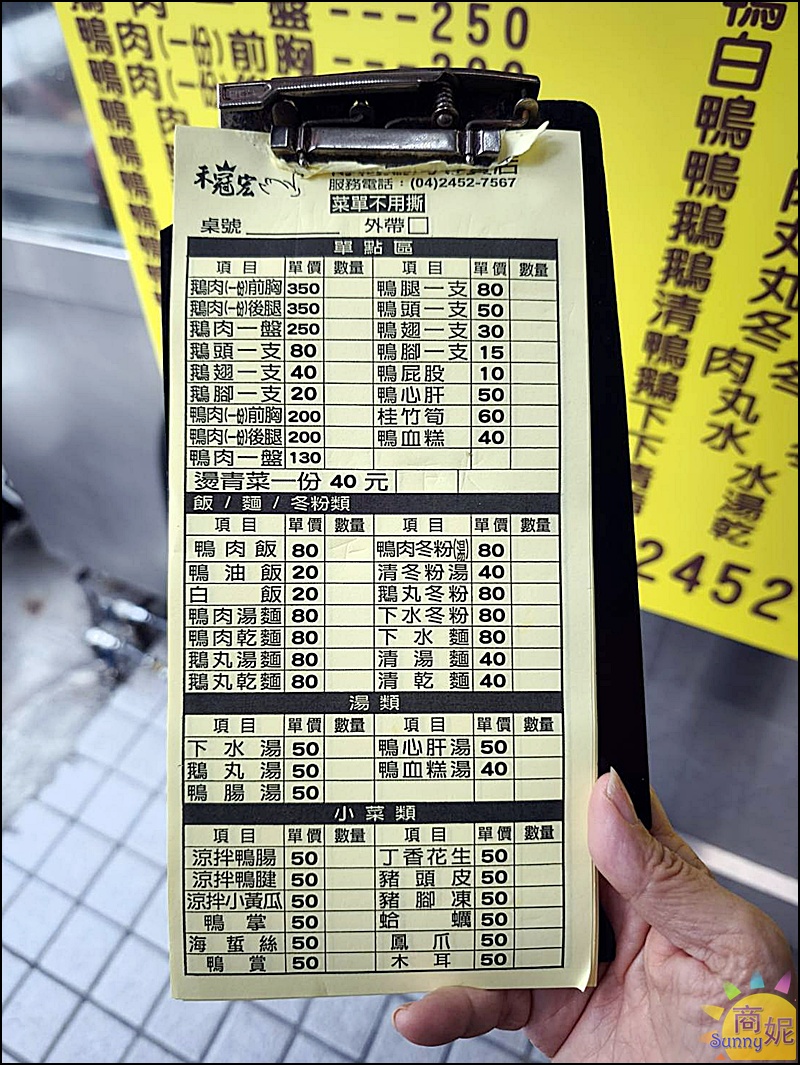 禾冠宏
服務電話：(04)2452-7567
菜單不用撕
桌號 外帶□
單點區
項目 單價 數量 項目 單價 數量
鵝肉(一份)前胸 350 鴨腿一支 80
鵝肉(一份)後腿 350 鴨頭一支 50
鵝肉一盤 250 鴨翅一支 30
鵝頭一支 80 鴨腳一支 15
鵝翅一支 40 鴨屁股 10
鵝腳一支 20 鴨心肝 50
鴨肉(一份)前胸 200 桂竹筍 60
鴨肉(一份)後腿 200 鴨血糕 40
鴨肉一盤 130
燙青菜一份 40 元
飯 / 麵 / 冬粉類
項目 單價 數量 項目 單價 數量
鴨肉飯 80 鴨肉冬粉(湯) 80
鴨油飯 20 清冬粉湯 40
白飯 20 鵝丸冬粉 80
鴨肉湯麵 80 下水冬粉 80
鴨肉乾麵 80 下水麵 80
鵝丸湯麵 80 清湯麵 40
鵝丸乾麵 80 清乾麵 40
湯類
項目 單價 數量 項目 單價 數量
下水湯 50 鴨心肝湯 50
鵝丸湯 50 鴨血糕湯 40
鴨腸湯 50
小菜類
項目 單價 數量 項目 單價 數量
涼拌鴨腸 50 丁香花生 50
涼拌鴨腱 50 豬頭皮 50
涼拌小黃瓜 50 豬腳凍 50
鴨掌 50 蛤蠣 50
海蜇絲 50 鳳爪 50
鴨賞 50 木耳 50
盤---250
2452
商妮
Sunny